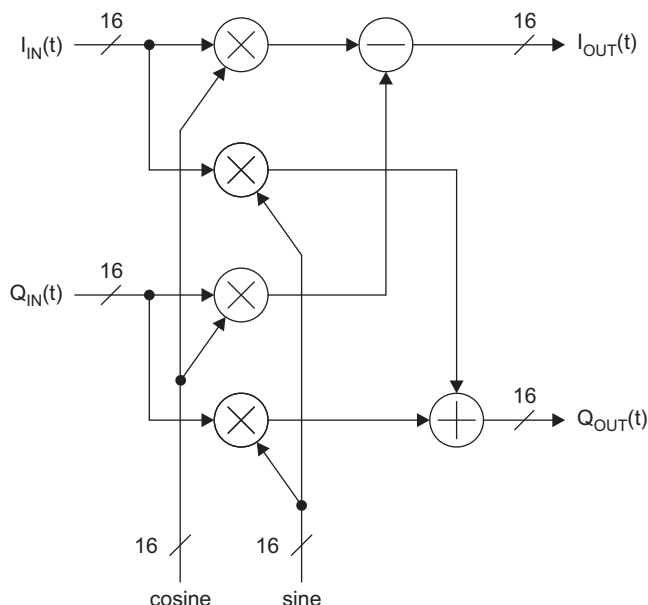 I_IN(t) 16 16 I_OUT(t)
Q_IN(t) 16
16 Q_OUT(t)
16 16
cosine sine